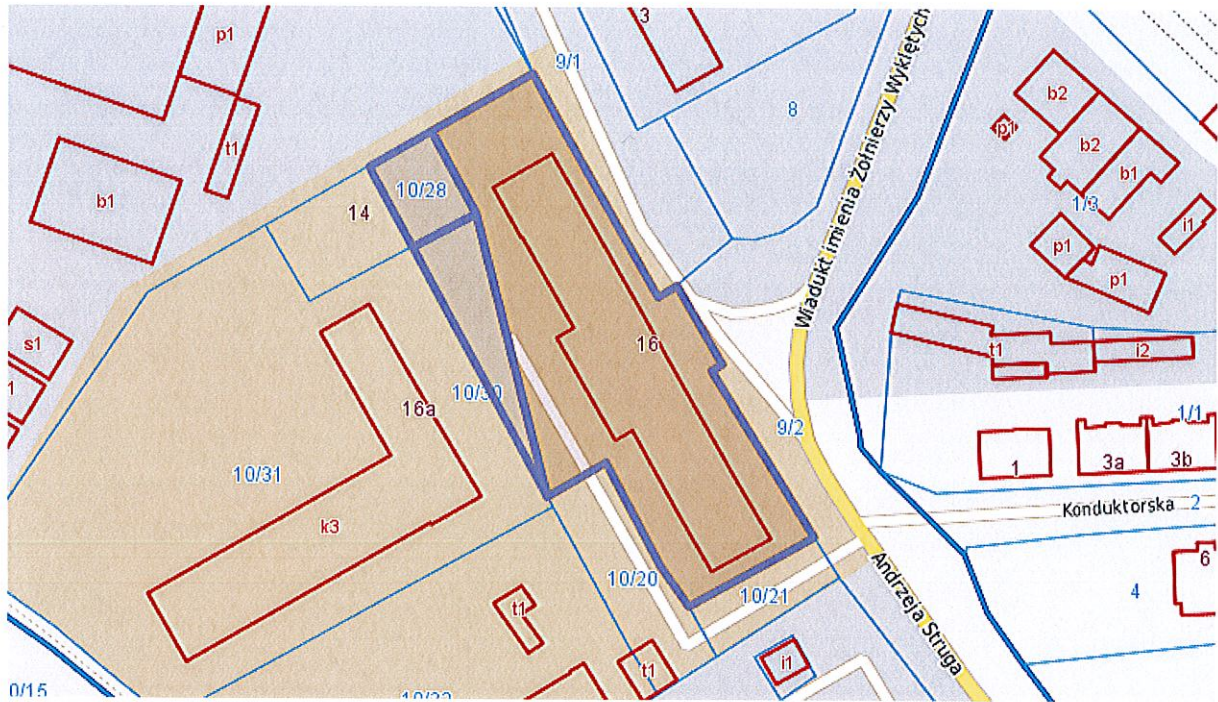 3
p1
9/1
Wiadukt imienia Żołnierzy Wyklętych
b2
8
p1
b2
t1
b1
10/28
b1
1/3
14
i1
p1
p1
s1
16
t1
i2
1
10/30
16a
9/2
1/1
1
3a
3b
10/31
Konduktorska
2
k3
6
10/20
t1
10/21
Andrzeja Struga
4
t1
i1
0/15